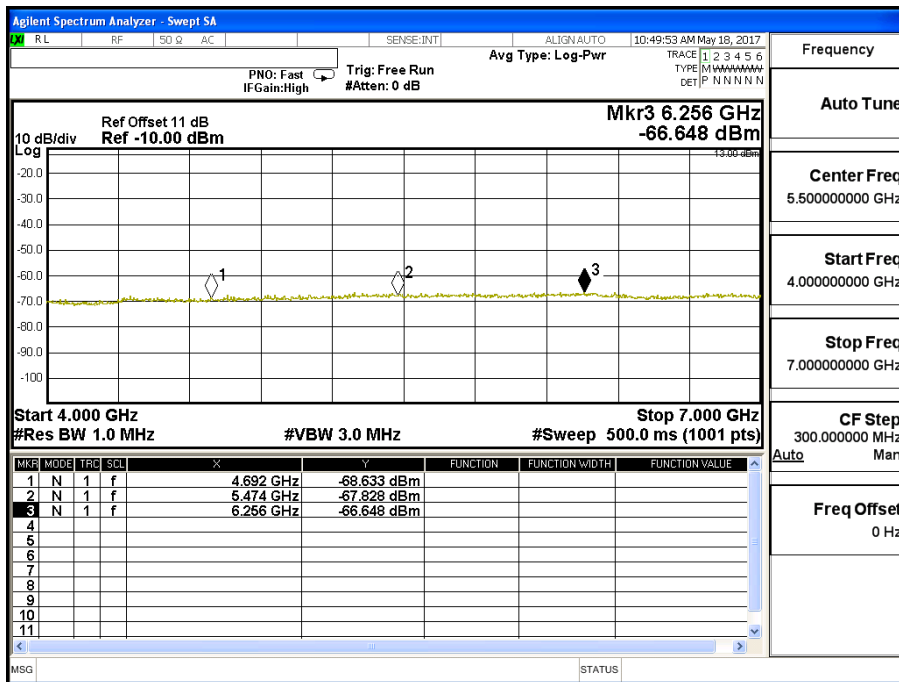 Agilent Spectrum Analyzer - Swept SA
LXI RL RF 50 Ω AC SENSE:INT ALIGNAUTO 10:49:53 AM May 18, 2017
PNO: Fast
IFGain:High
Trig: Free Run
#Atten: 0 dB
Avg Type: Log-Pwr
TRACE 1 2 3 4 5 6
TYPE M WWWWW
DET P N N N N N
Ref Offset 11 dB
10 dB/div Ref -10.00 dBm
Log
Mkr3 6.256 GHz
-66.648 dBm
13.00 dBm
-20.0
-30.0
-40.0
-50.0
-60.0
-70.0
-80.0
-90.0
-100
1
2
3
Start 4.000 GHz Stop 7.000 GHz
#Res BW 1.0 MHz #VBW 3.0 MHz #Sweep 500.0 ms (1001 pts)
MKR MODE TRC SCL X Y FUNCTION FUNCTION WIDTH FUNCTION VALUE
1 N 1 f 4.692 GHz -68.633 dBm
2 N 1 f 5.474 GHz -67.828 dBm
3 N 1 f 6.256 GHz -66.648 dBm
4
5
6
7
8
9
10
11
MSG STATUS
Frequency
Auto Tune
Center Freq
5.500000000 GHz
Start Freq
4.000000000 GHz
Stop Freq
7.000000000 GHz
CF Step
300.000000 MHz
Auto Man
Freq Offset
0 Hz